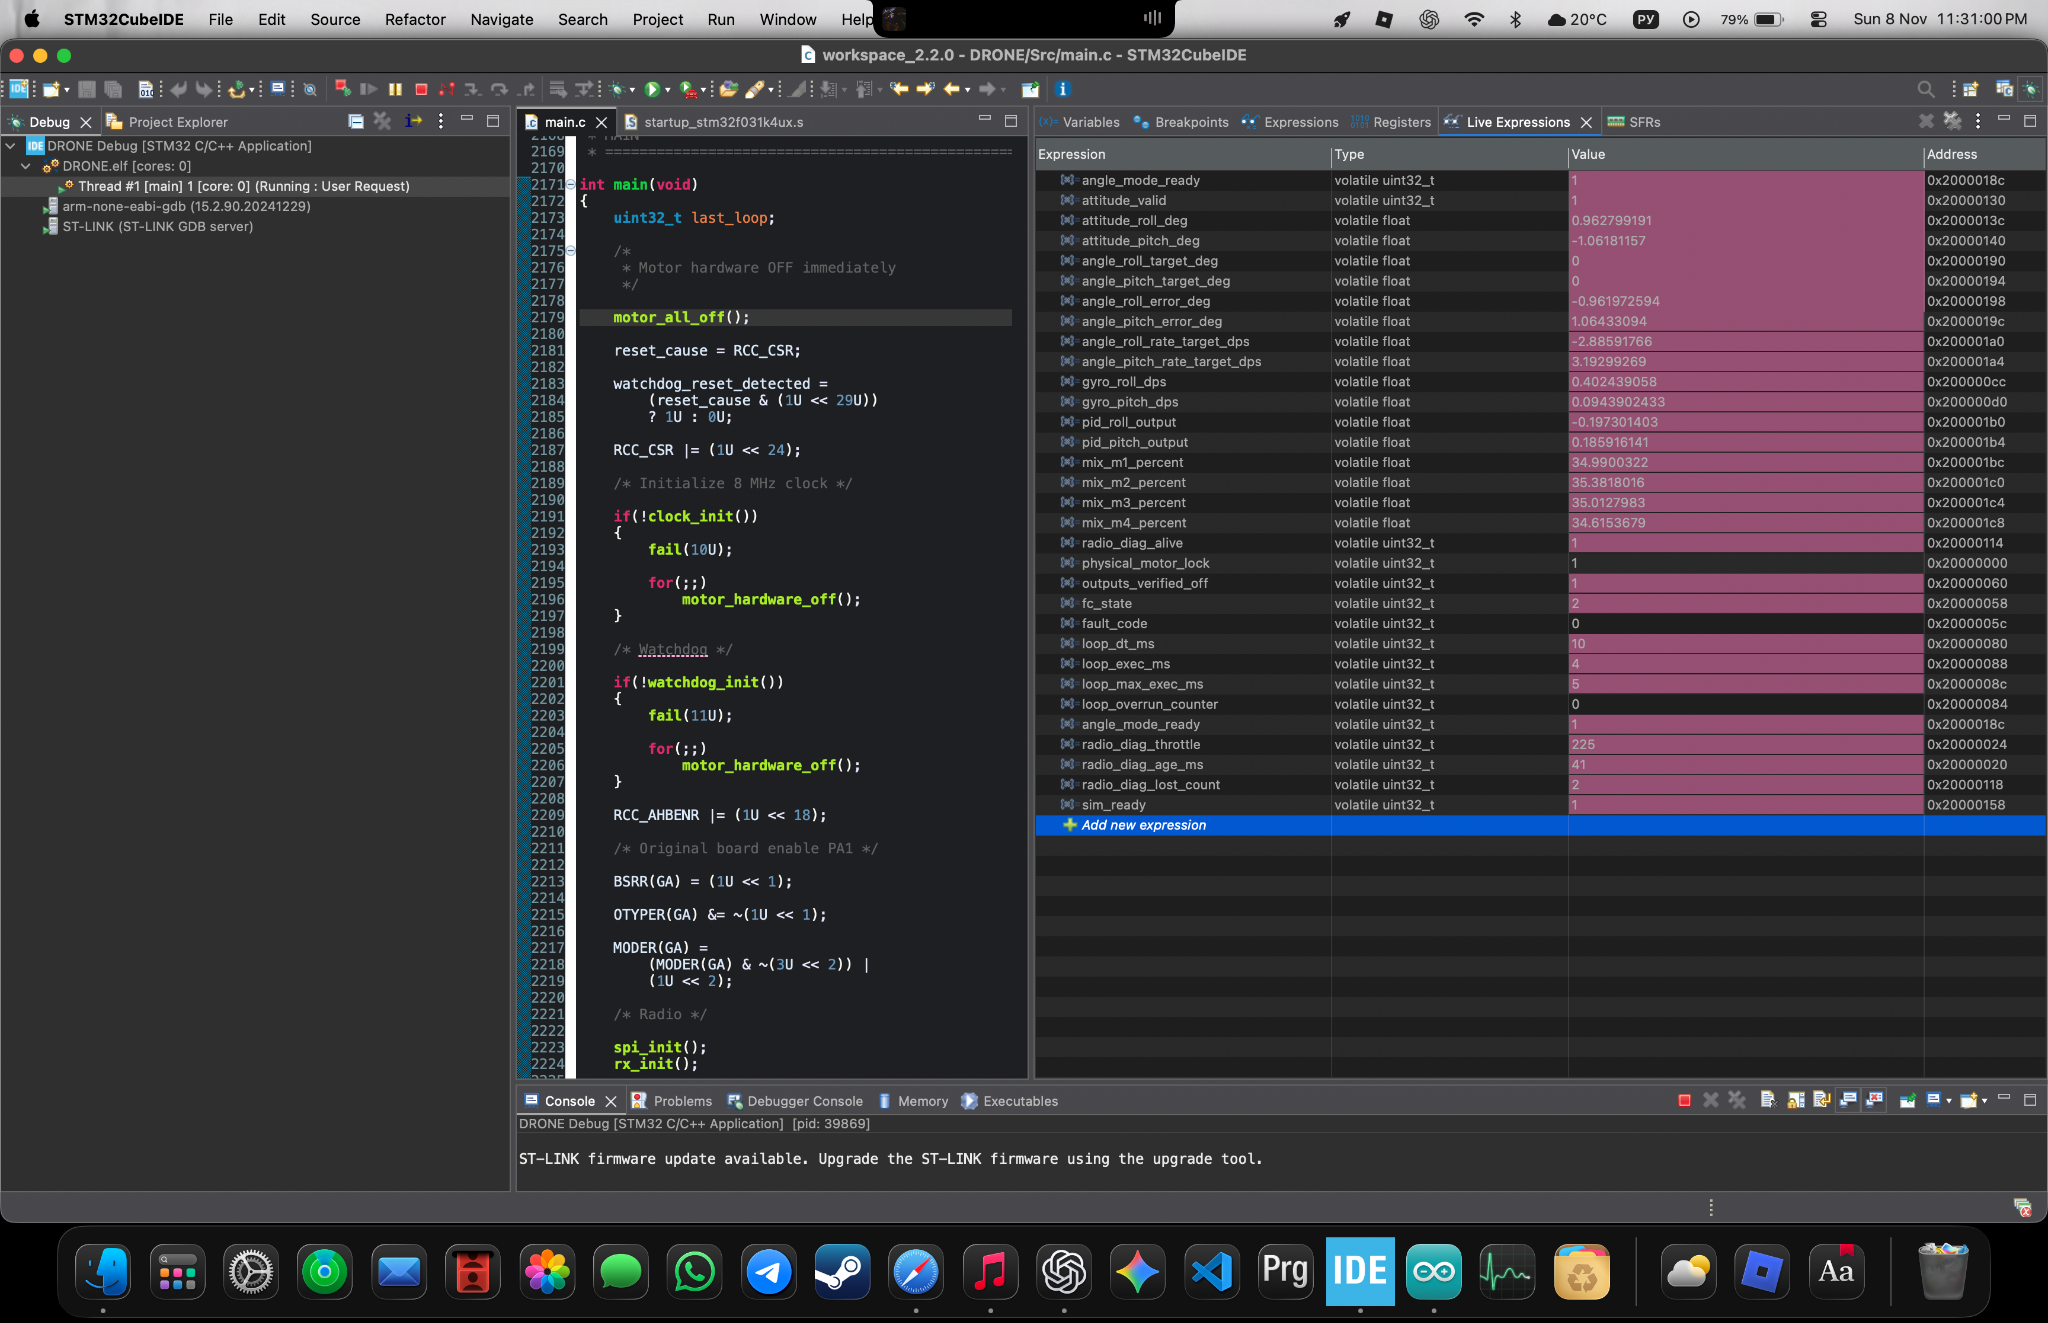 STM32CubeIDE File Edit Source Refactor Navigate Search Project Run Window Help 20°C РУ 79% Sun 8 Nov 11:31:00 PM
workspace_2.2.0 - DRONE/Src/main.c - STM32CubeIDE
Debug Project Explorer
DRONE Debug [STM32 C/C++ Application]
DRONE.elf [cores: 0]
Thread #1 [main] 1 [core: 0] (Running : User Request)
arm-none-eabi-gdb (15.2.90.20241229)
ST-LINK (ST-LINK GDB server)
main.c startup_stm32f031k4ux.s
2169 * =================================================
2170
2171 int main(void)
2172 {
2173 uint32_t last_loop;
2174
2175 /*
2176 * Motor hardware OFF immediately
2177 */
2178
2179 motor_all_off();
2180
2181 reset_cause = RCC_CSR;
2182
2183 watchdog_reset_detected =
2184 (reset_cause & (1U << 29U))
2185 ? 1U : 0U;
2186
2187 RCC_CSR |= (1U << 24);
2188
2189 /* Initialize 8 MHz clock */
2190
2191 if(!clock_init())
2192 {
2193 fail(10U);
2194
2195 for(;;)
2196 motor_hardware_off();
2197 }
2198
2199 /* Watchdog */
2200
2201 if(!watchdog_init())
2202 {
2203 fail(11U);
2204
2205 for(;;)
2206 motor_hardware_off();
2207 }
2208
2209 RCC_AHBENR |= (1U << 18);
2210
2211 /* Original board enable PA1 */
2212
2213 BSRR(GA) = (1U << 1);
2214
2215 OTYPER(GA) &= ~(1U << 1);
2216
2217 MODER(GA) =
2218 (MODER(GA) & ~(3U << 2)) |
2219 (1U << 2);
2220
2221 /* Radio */
2222
2223 spi_init();
2224 rx_init();
Variables Breakpoints Expressions Registers Live Expressions SFRs
Expression Type Value Address
angle_mode_ready volatile uint32_t 1 0x2000018c
attitude_valid volatile uint32_t 1 0x20000130
attitude_roll_deg volatile float 0.962799191 0x2000013c
attitude_pitch_deg volatile float -1.06181157 0x20000140
angle_roll_target_deg volatile float 0 0x20000190
angle_pitch_target_deg volatile float 0 0x20000194
angle_roll_error_deg volatile float -0.961972594 0x20000198
angle_pitch_error_deg volatile float 1.06433094 0x2000019c
angle_roll_rate_target_dps volatile float -2.88591766 0x200001a0
angle_pitch_rate_target_dps volatile float 3.19299269 0x200001a4
gyro_roll_dps volatile float 0.402439058 0x200000cc
gyro_pitch_dps volatile float 0.0943902433 0x200000d0
pid_roll_output volatile float -0.197301403 0x200001b0
pid_pitch_output volatile float 0.185916141 0x200001b4
mix_m1_percent volatile float 34.9900322 0x200001bc
mix_m2_percent volatile float 35.3818016 0x200001c0
mix_m3_percent volatile float 35.0127983 0x200001c4
mix_m4_percent volatile float 34.6153679 0x200001c8
radio_diag_alive volatile uint32_t 1 0x20000114
physical_motor_lock volatile uint32_t 1 0x20000000
outputs_verified_off volatile uint32_t 1 0x20000060
fc_state volatile uint32_t 2 0x20000058
fault_code volatile uint32_t 0 0x2000005c
loop_dt_ms volatile uint32_t 10 0x20000080
loop_exec_ms volatile uint32_t 4 0x20000088
loop_max_exec_ms volatile uint32_t 5 0x2000008c
loop_overrun_counter volatile uint32_t 0 0x20000084
angle_mode_ready volatile uint32_t 1 0x2000018c
radio_diag_throttle volatile uint32_t 225 0x20000024
radio_diag_age_ms volatile uint32_t 41 0x20000020
radio_diag_lost_count volatile uint32_t 2 0x20000118
sim_ready volatile uint32_t 1 0x20000158
Add new expression
Console Problems Debugger Console Memory Executables
DRONE Debug [STM32 C/C++ Application] [pid: 39869]
ST-LINK firmware update available. Upgrade the ST-LINK firmware using the upgrade tool.
Prg IDE Aa